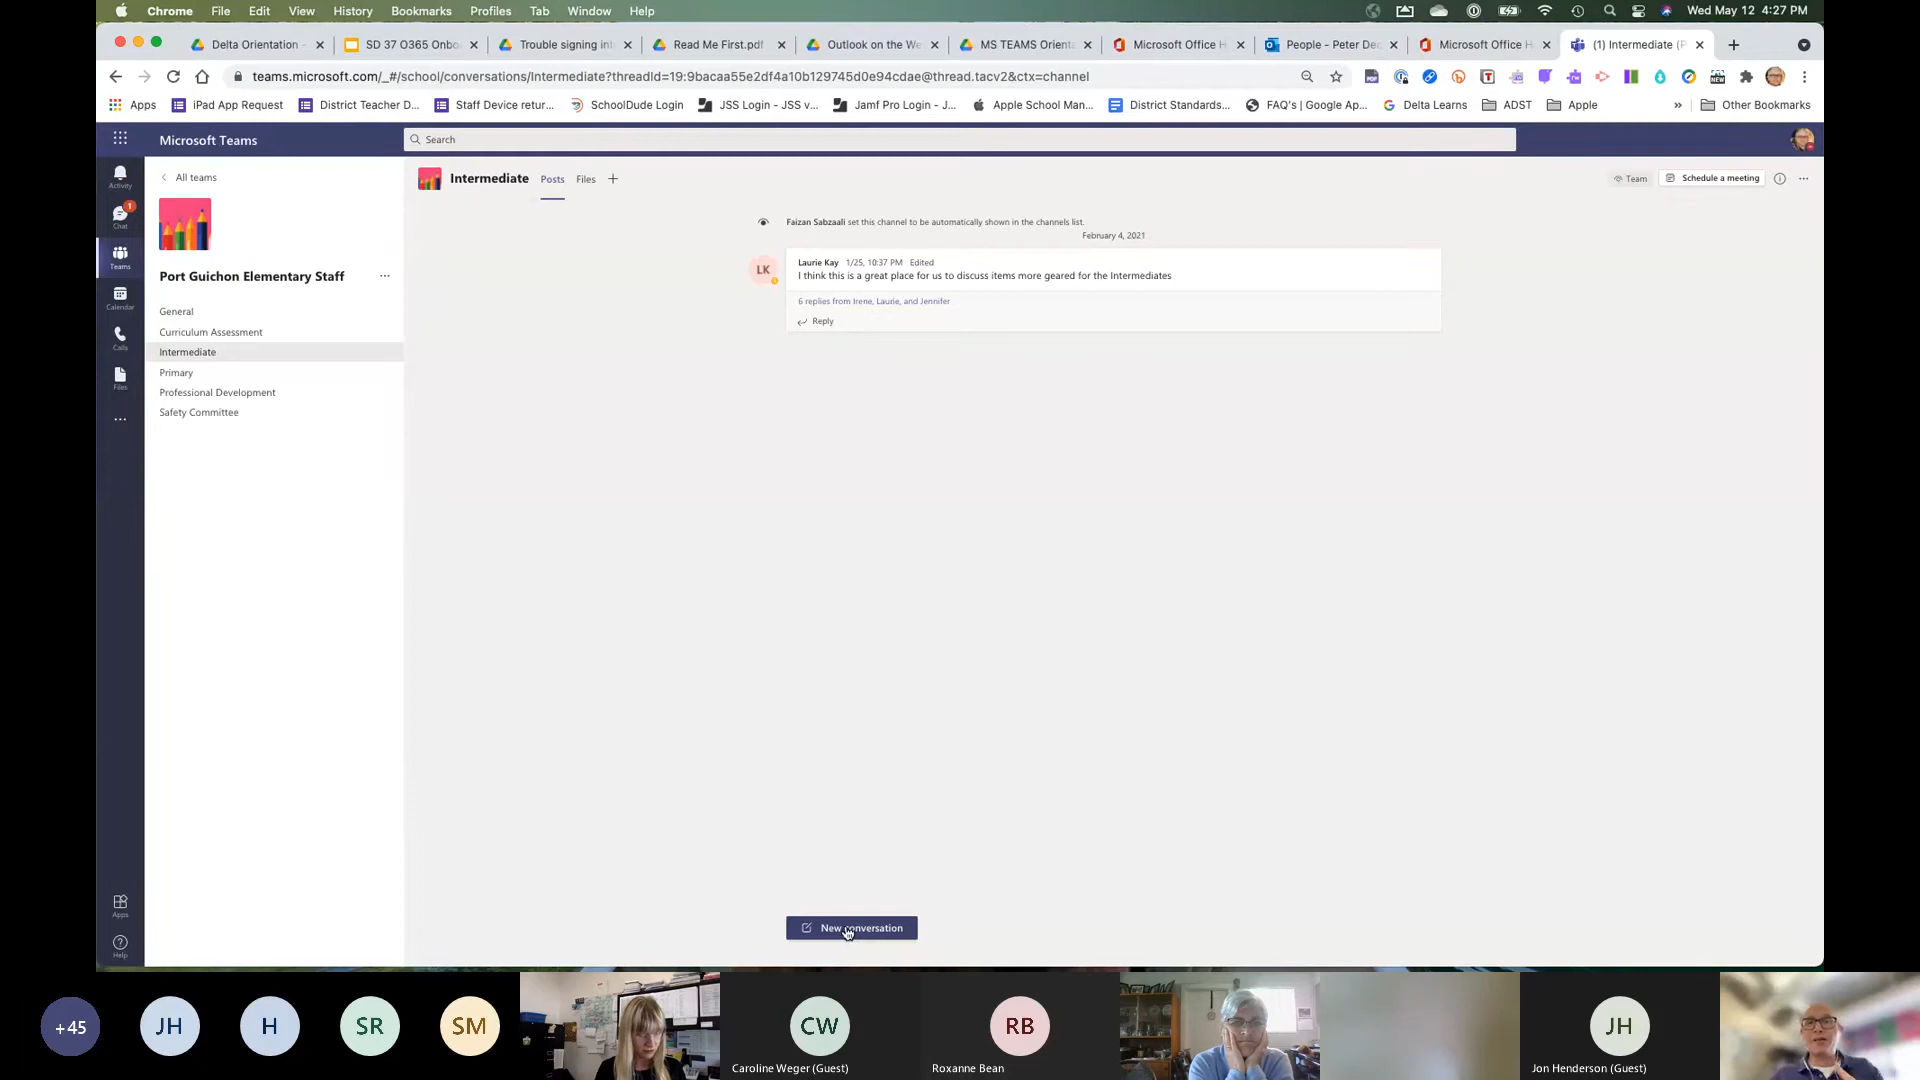 Chrome File Edit View History Bookmarks Profiles Tab Window Help Wed May 12 4:27 PM
Delta Orientation - SD 37 O365 Onbo Trouble signing int Read Me First.pdf Outlook on the We MS TEAMS Orient Microsoft Office H People - Peter De Microsoft Office H (1) Intermediate (P
teams.microsoft.com/_#/school/conversations/Intermediate?threadId=19:9bacaa55e2df4a10b129745d0e94cdae@thread.tacv2&ctx=channel
Apps iPad App Request District Teacher D... Staff Device retur... SchoolDude Login JSS Login - JSS v... Jamf Pro Login - J... Apple School Man... District Standards... FAQ's | Google Ap... Delta Learns ADST Apple » Other Bookmarks
Microsoft Teams Search
Activity
Chat 1
Teams
Calendar
Calls
Files
Apps
Help
All teams
Port Guichon Elementary Staff
General
Curriculum Assessment
Intermediate
Primary
Professional Development
Safety Committee
Intermediate Posts Files + Team Schedule a meeting
Faizan Sabzaali set this channel to be automatically shown in the channels list.
February 4, 2021
LK Laurie Kay 1/25, 10:37 PM Edited
I think this is a great place for us to discuss items more geared for the Intermediates
6 replies from Irene, Laurie, and Jennifer
Reply
New conversation
+45 JH H SR SM CW RB JH
Caroline Weger (Guest) Roxanne Bean Jon Henderson (Guest)